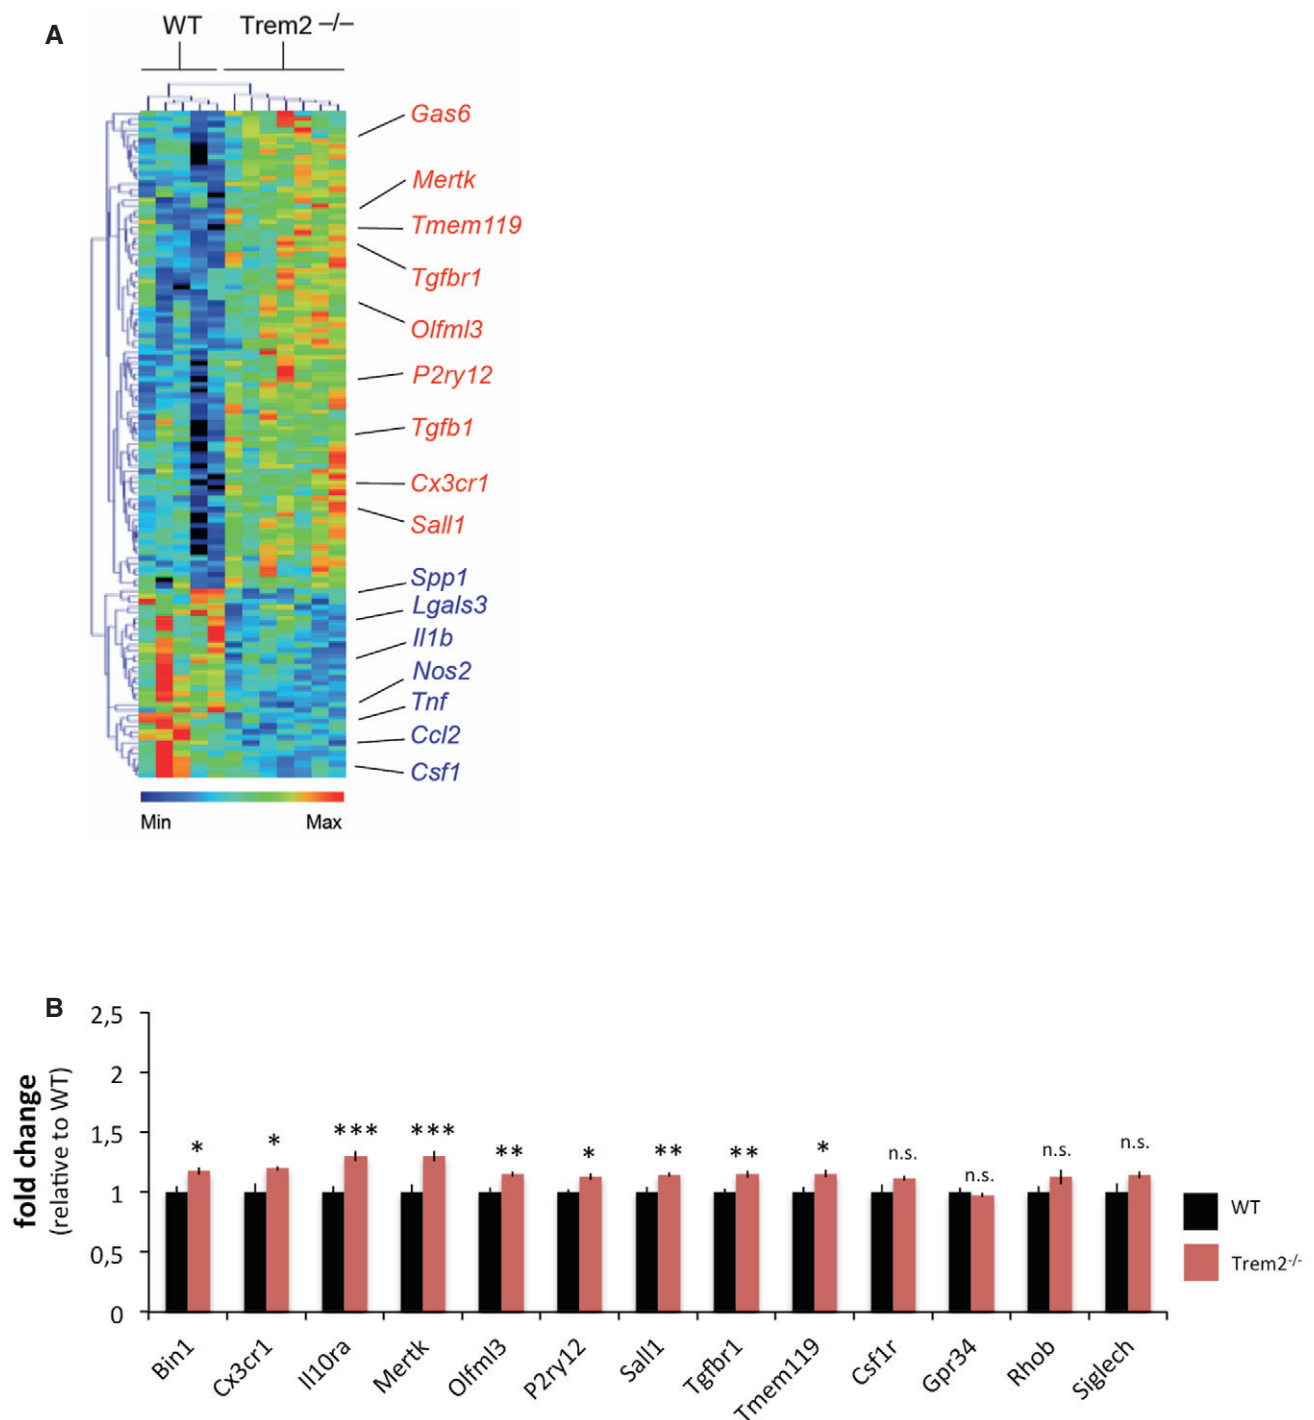 A
WT Trem2 –/–
Gas6
Mertk
Tmem119
Tgfbr1
Olfml3
P2ry12
Tgfb1
Cx3cr1
Sall1
Spp1
Lgals3
Il1b
Nos2
Tnf
Ccl2
Csf1
Min Max
B
fold change
(relative to WT)
2,5
2
1,5
1
0,5
0
* * *** *** ** * ** ** * n.s. n.s. n.s. n.s.
WT
Trem2-/-
Bin1 Cx3cr1 Il10ra Mertk Olfml3 P2ry12 Sall1 Tgfbr1 Tmem119 Csf1r Gpr34 Rhob Siglech